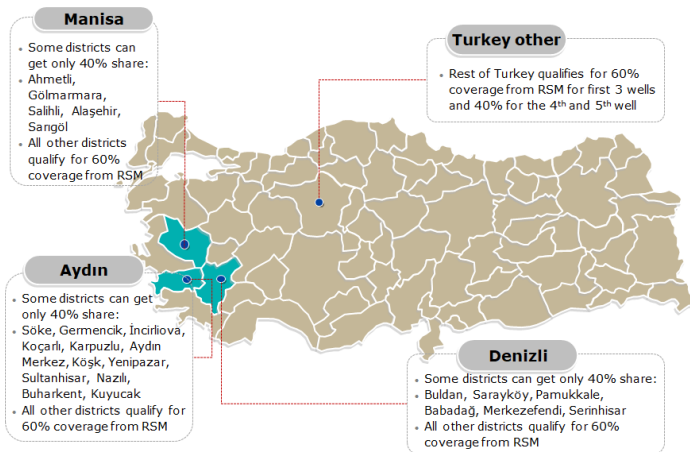 Manisa
Some districts can
get only 40% share:
Ahmetli,
Gölmarmara,
Salihli, Alaşehir,
Sarıgöl
All other districts
qualify for 60%
coverage from RSM
Turkey other
Rest of Turkey qualifies for 60%
coverage from RSM for first 3 wells
and 40% for the 4th and 5th well
Aydın
Some districts can get
only 40% share:
Söke, Germencik, İncirliova,
Koçarlı, Karpuzlu, Aydın
Merkez, Köşk, Yenipazar,
Sultanhisar, Nazılı,
Buharkent, Kuyucak
All other districts qualify for
60% coverage from RSM
Denizli
Some districts can get only 40% share:
Buldan, Sarayköy, Pamukkale,
Babadağ, Merkezefendi, Serinhisar
All other districts qualify for 60%
coverage from RSM